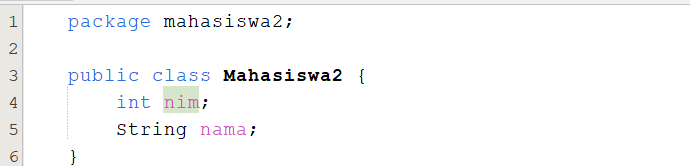 1 package mahasiswa2;
2
3 public class Mahasiswa2 {
4 int nim;
5 String nama;
6 }